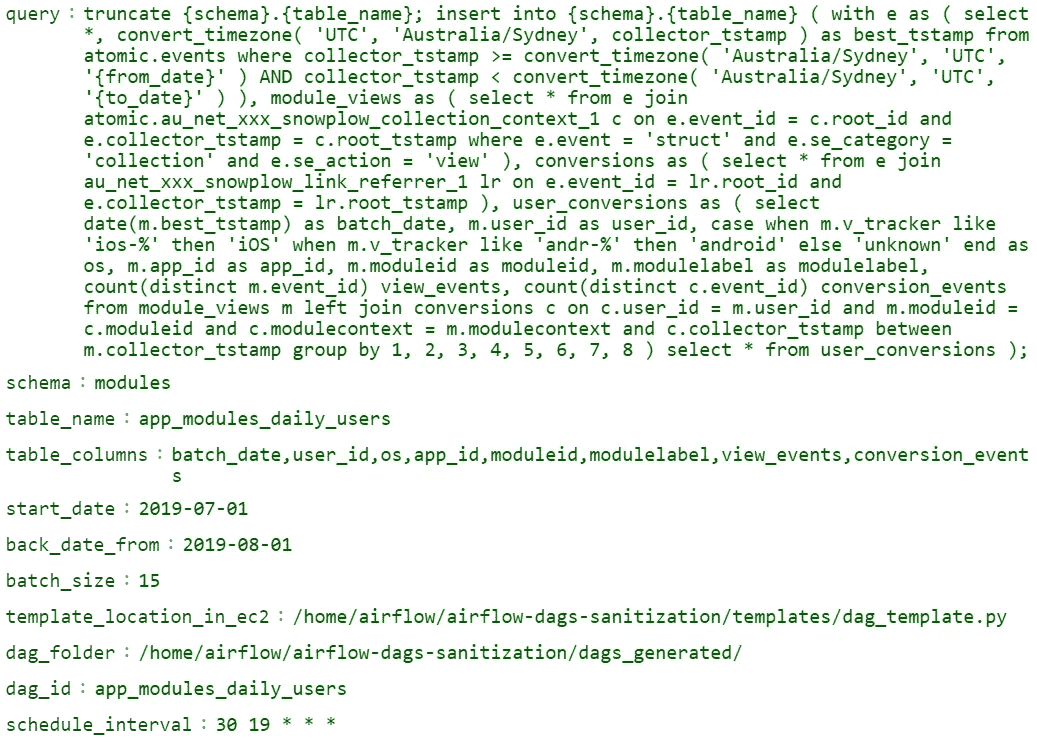 query : truncate {schema}.{table_name}; insert into {schema}.{table_name} ( with e as ( select
*, convert_timezone( 'UTC', 'Australia/Sydney', collector_tstamp ) as best_tstamp from
atomic.events where collector_tstamp >= convert_timezone( 'Australia/Sydney', 'UTC',
'{from_date}' ) AND collector_tstamp < convert_timezone( 'Australia/Sydney', 'UTC',
'{to_date}' ) ), module_views as ( select * from e join
atomic.au_net_xxx_snowplow_collection_context_1 c on e.event_id = c.root_id and
e.collector_tstamp = c.root_tstamp where e.event = 'struct' and e.se_category =
'collection' and e.se_action = 'view' ), conversions as ( select * from e join
au_net_xxx_snowplow_link_referrer_1 lr on e.event_id = lr.root_id and
e.collector_tstamp = lr.root_tstamp ), user_conversions as ( select
date(m.best_tstamp) as batch_date, m.user_id as user_id, case when m.v_tracker like
'ios-%' then 'iOS' when m.v_tracker like 'andr-%' then 'android' else 'unknown' end as
os, m.app_id as app_id, m.moduleid as moduleid, m.modulelabel as modulelabel,
count(distinct m.event_id) view_events, count(distinct c.event_id) conversion_events
from module_views m left join conversions c on c.user_id = m.user_id and m.moduleid =
c.moduleid and c.modulecontext = m.modulecontext and c.collector_tstamp between
m.collector_tstamp group by 1, 2, 3, 4, 5, 6, 7, 8 ) select * from user_conversions );
schema : modules
table_name : app_modules_daily_users
table_columns : batch_date,user_id,os,app_id,moduleid,modulelabel,view_events,conversion_event
s
start_date : 2019-07-01
back_date_from : 2019-08-01
batch_size : 15
template_location_in_ec2 : /home/airflow/airflow-dags-sanitization/templates/dag_template.py
dag_folder : /home/airflow/airflow-dags-sanitization/dags_generated/
dag_id : app_modules_daily_users
schedule_interval : 30 19 * * *